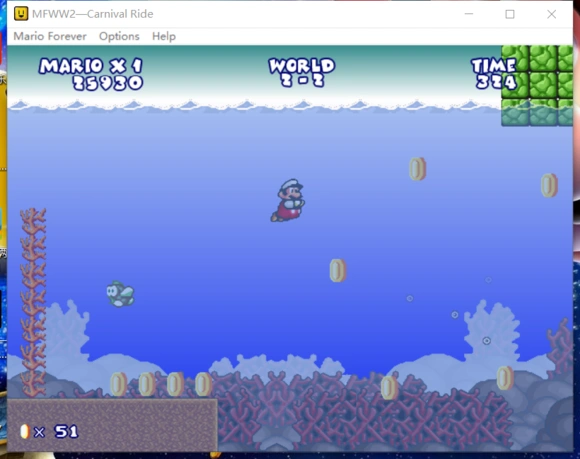 MFWW2—Carnival Ride
Mario Forever Options Help
MARIO X 1 WORLD TIME
25930 2-2 324
× 51